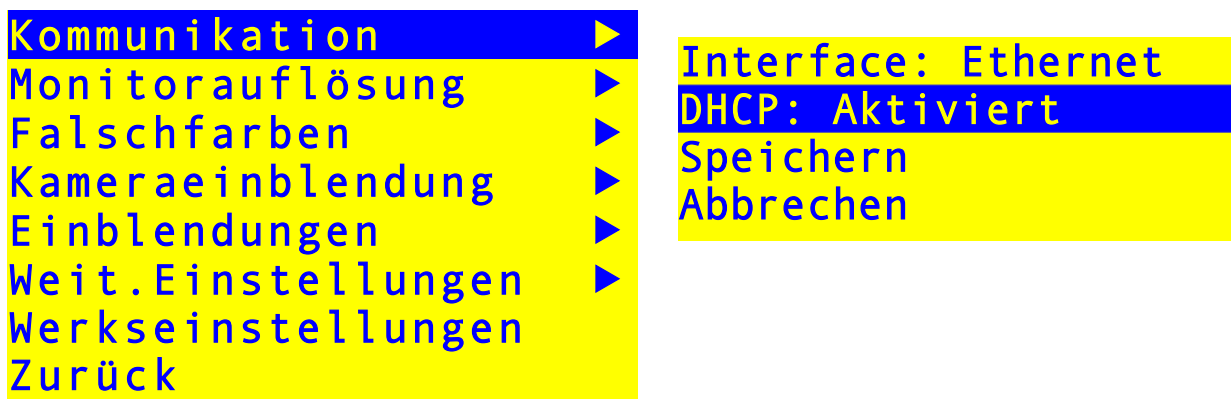 Kommunikation ▶
Monitorauflösung ▶
Falschfarben ▶
Kameraeinblendung ▶
Einblendungen ▶
Weit.Einstellungen ▶
Werkseinstellungen
Zurück
Interface: Ethernet
DHCP: Aktiviert
Speichern
Abbrechen